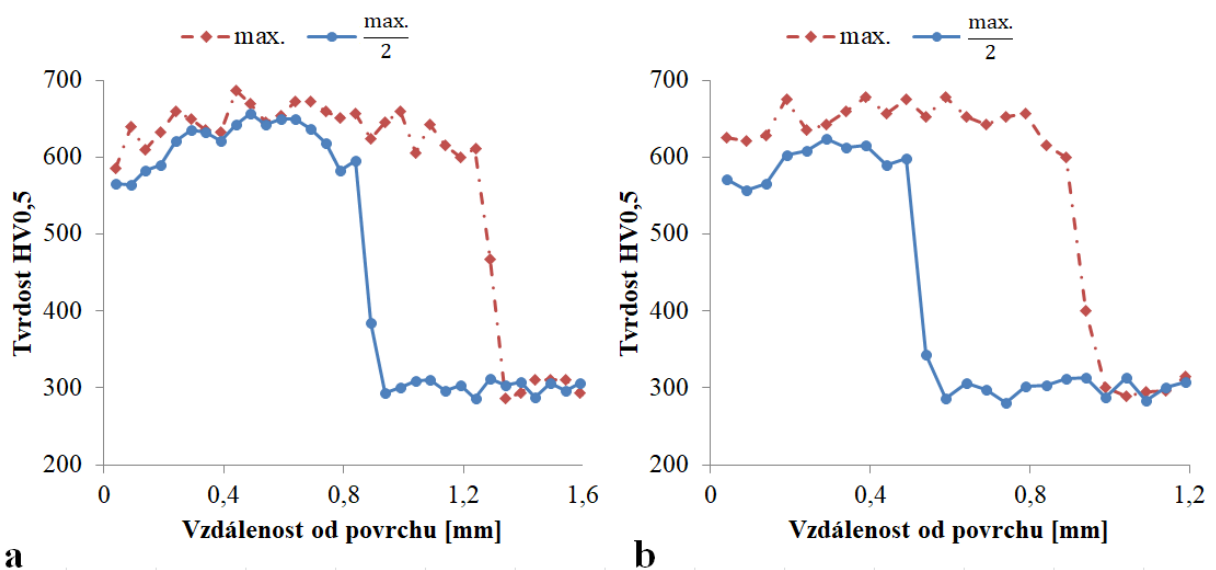 max. max./2
Tvrdost HV0,5
700
600
500
400
300
200
0 0,4 0,8 1,2 1,6
Vzdálenost od povrchu [mm]
a
max. max./2
Tvrdost HV0,5
700
600
500
400
300
200
0 0,4 0,8 1,2
Vzdálenost od povrchu [mm]
b